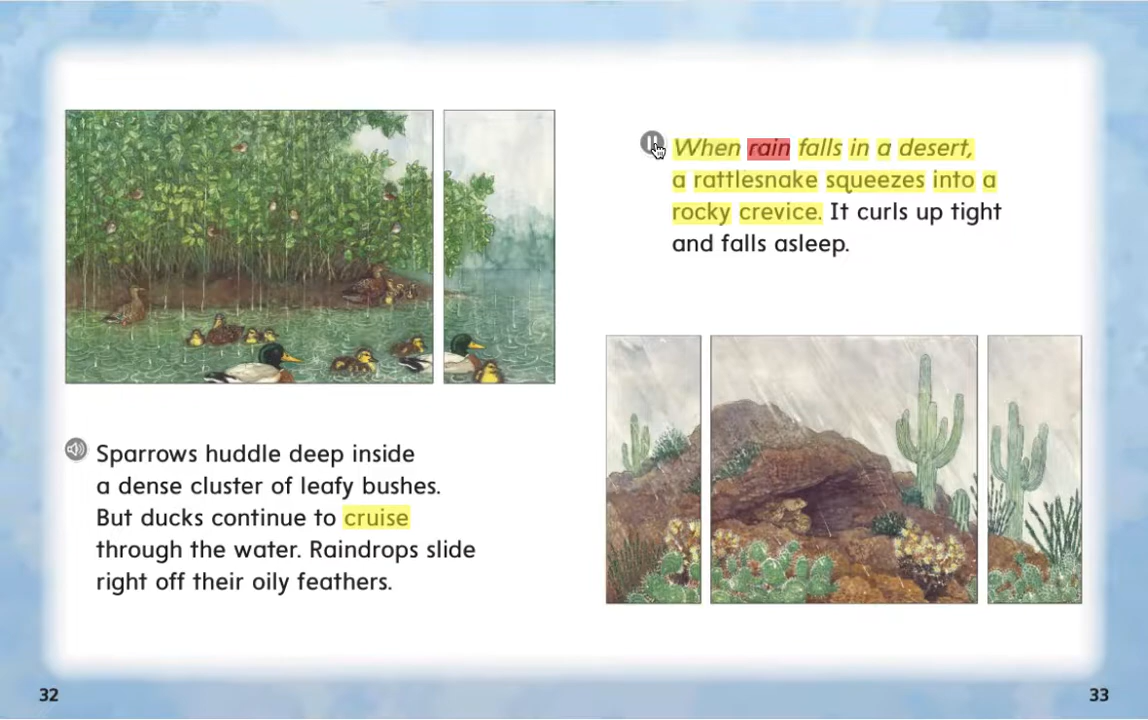 Sparrows huddle deep inside
a dense cluster of leafy bushes.
But ducks continue to cruise
through the water. Raindrops slide
right off their oily feathers.
32
When rain falls in a desert,
a rattlesnake squeezes into a
rocky crevice. It curls up tight
and falls asleep.
33